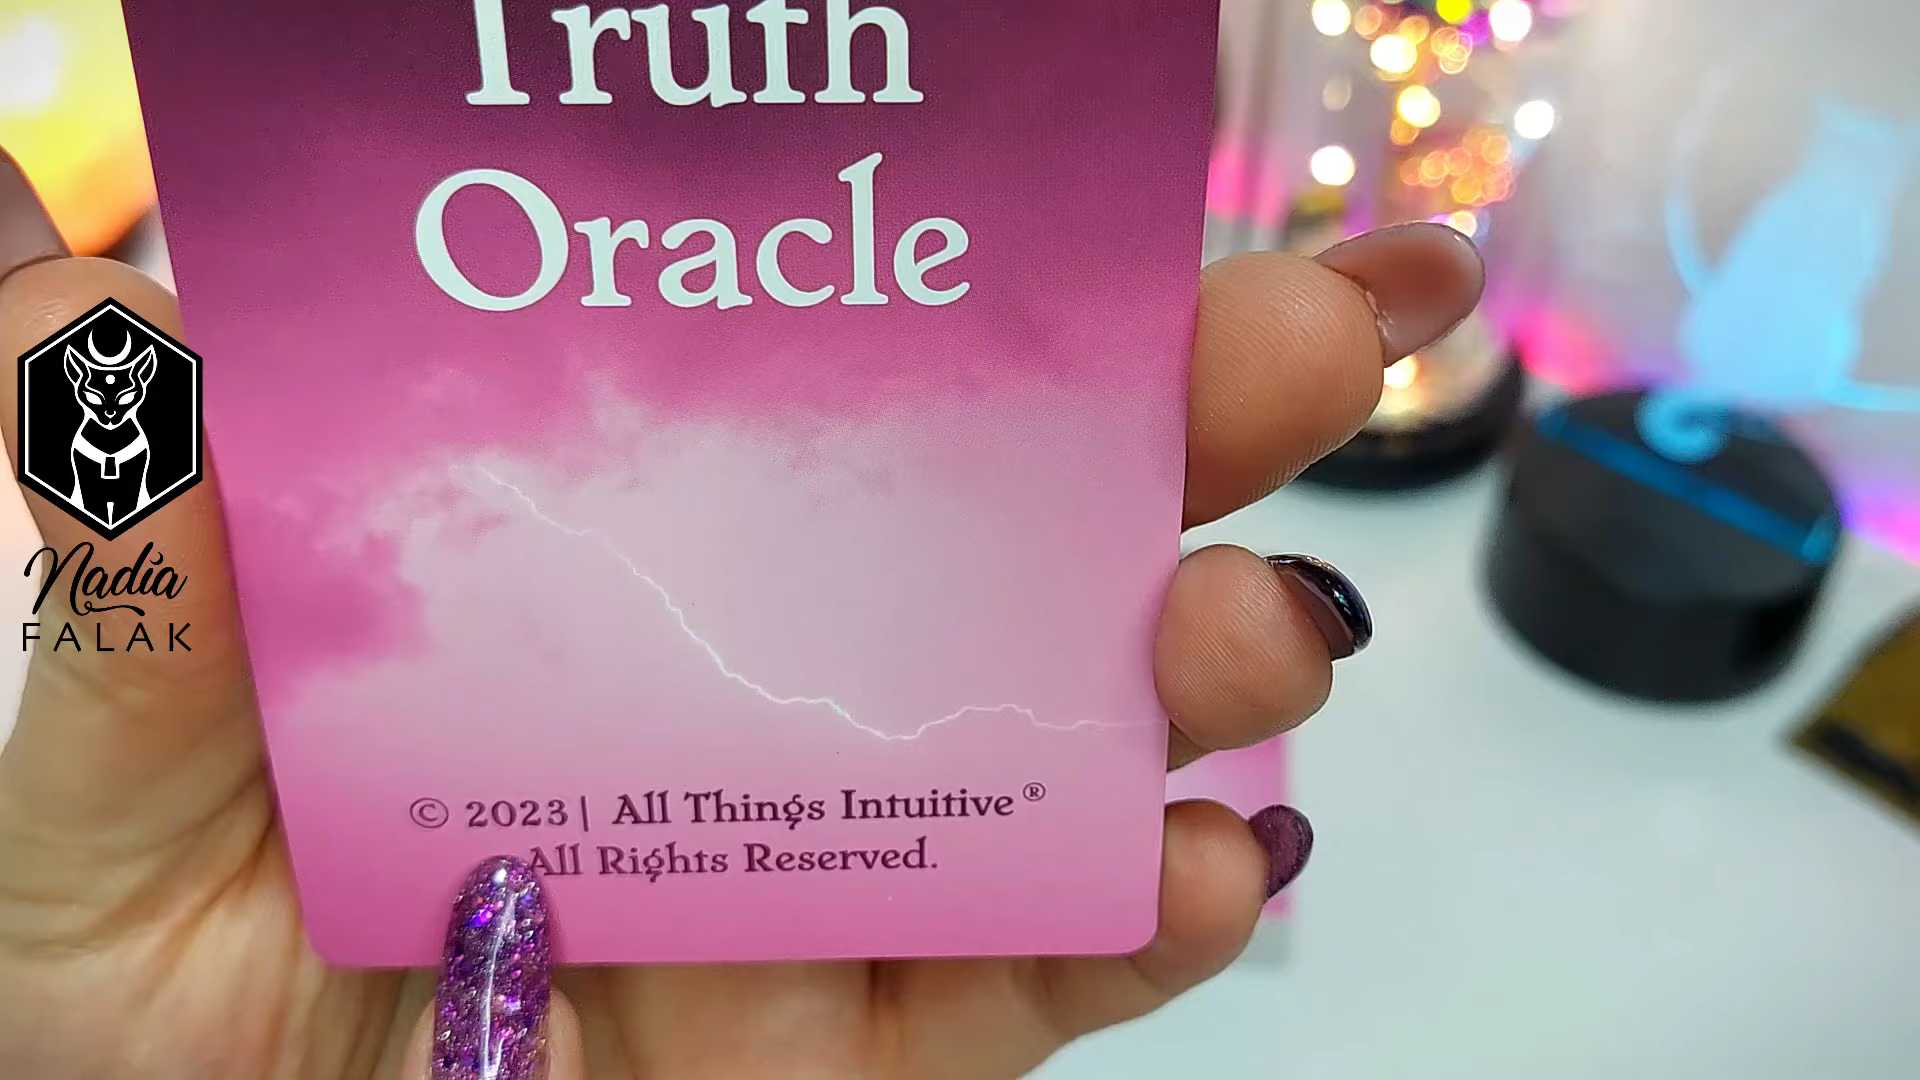 Truth
Oracle
Nadia
FALAK
© 2023 | All Things Intuitive ®
All Rights Reserved.